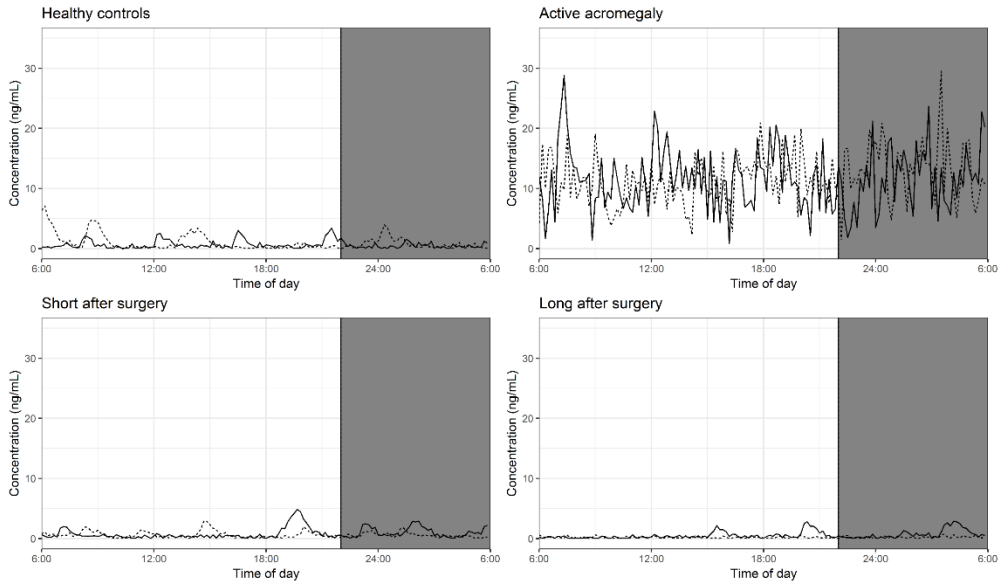 Healthy controls
Concentration (ng/mL)
30
20
10
0
6:00 12:00 18:00 24:00 6:00
Time of day
Active acromegaly
Concentration (ng/mL)
30
20
10
0
6:00 12:00 18:00 24:00 6:00
Time of day
Short after surgery
Concentration (ng/mL)
30
20
10
0
6:00 12:00 18:00 24:00 6:00
Time of day
Long after surgery
Concentration (ng/mL)
30
20
10
0
6:00 12:00 18:00 24:00 6:00
Time of day